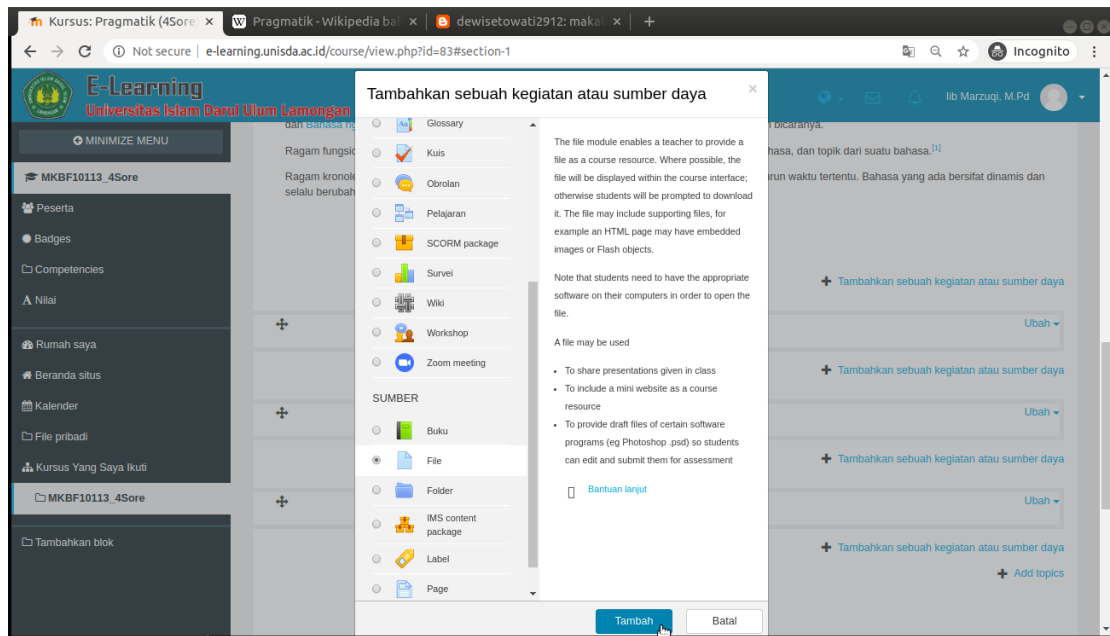 Kursus: Pragmatik (4Sore
Pragmatik - Wikipedia bah
dewisetowati2912: makal
Not secure | e-learning.unisda.ac.id/course/view.php?id=83#section-1
Incognito
E-Learning
Universitas Islam Darul Ulum Lamongan
Iib Marzuqi, M.Pd
MINIMIZE MENU
MKBF10113_4Sore
Peserta
Badges
Competencies
Nilai
Rumah saya
Beranda situs
Kalender
File pribadi
Kursus Yang Saya Ikuti
MKBF10113_4Sore
Tambahkan blok
bicaranya.
Ragam fungsio
hasa, dan topik dari suatu bahasa.[1]
Ragam kronole
urun waktu tertentu. Bahasa yang ada bersifat dinamis dan
selalu berubah
Tambahkan sebuah kegiatan atau sumber daya
Ubah
Tambahkan sebuah kegiatan atau sumber daya
Ubah
Tambahkan sebuah kegiatan atau sumber daya
Ubah
Tambahkan sebuah kegiatan atau sumber daya
Add topics
Tambahkan sebuah kegiatan atau sumber daya
×
Glossary
Kuis
Obrolan
Pelajaran
SCORM package
Survei
Wiki
Workshop
Zoom meeting
SUMBER
Buku
File
Folder
IMS content
package
Label
Page
The file module enables a teacher to provide a
file as a course resource. Where possible, the
file will be displayed within the course interface;
otherwise students will be prompted to download
it. The file may include supporting files, for
example an HTML page may have embedded
images or Flash objects.
Note that students need to have the appropriate
software on their computers in order to open the
file.
A file may be used
• To share presentations given in class
• To include a mini website as a course
resource
• To provide draft files of certain software
programs (eg Photoshop .psd) so students
can edit and submit them for assessment
Bantuan lanjut
Tambah
Batal